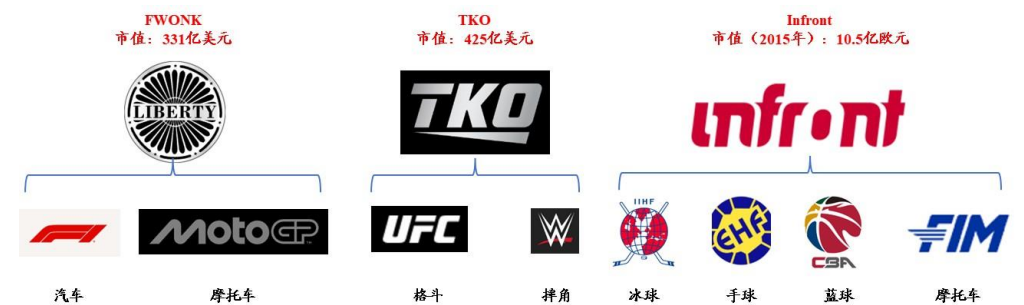 FWONK
市值：331亿美元
TKO
市值：425亿美元
Infront
市值（2015年）：10.5亿欧元
LIBERTY
TKO
infront
F1
MotoGP
UFC
W
IIHF
EHF
CBA
FIM
汽车
摩托车
格斗
摔角
冰球
手球
蓝球
摩托车